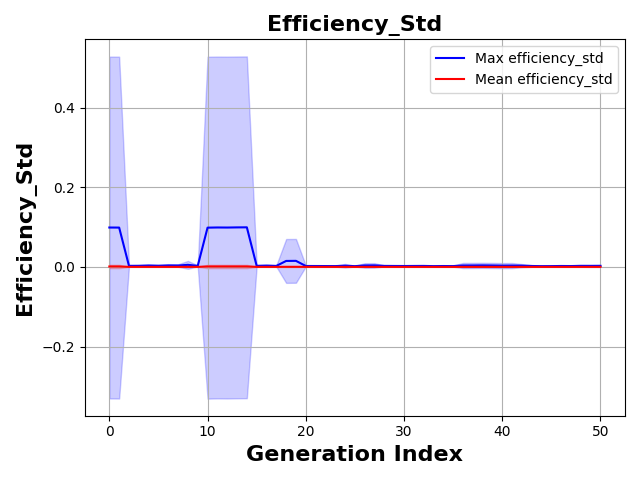 Efficiency_Std
Max efficiency_std
Mean efficiency_std
Efficiency_Std
0.4
0.2
0.0
−0.2
0 10 20 30 40 50
Generation Index